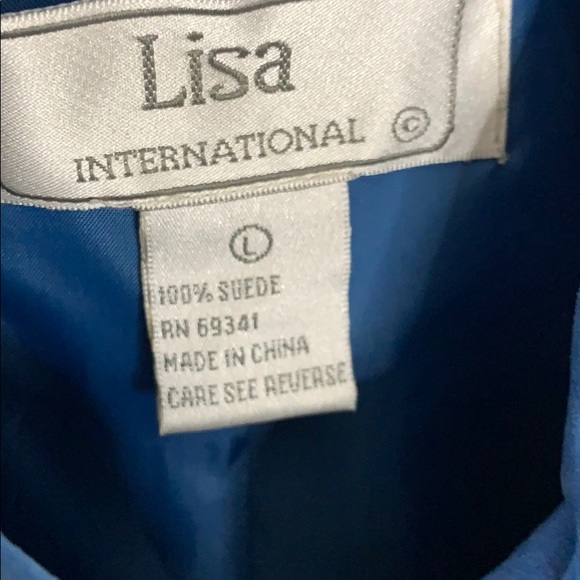 Lisa
INTERNATIONAL ©
L
100% SUEDE
RN 69341
MADE IN CHINA
CARE SEE REVERSE